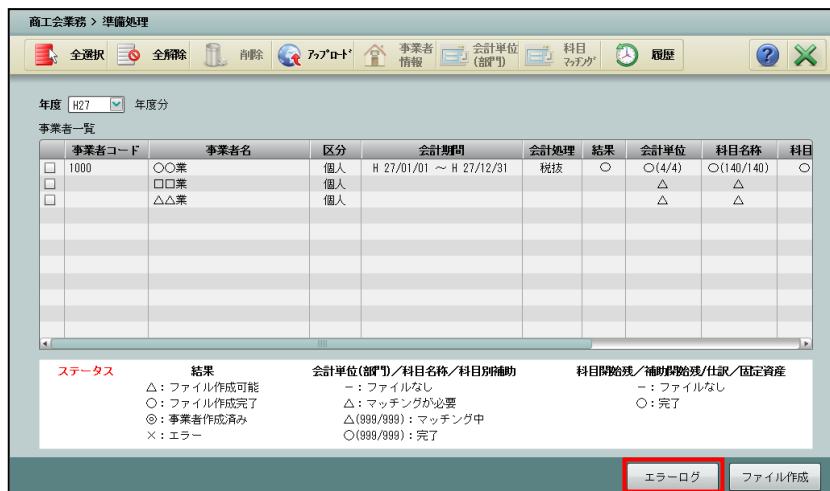 商工会業務 > 準備処理
全選択 全解除 削除 ｱｯﾌﾟﾛｰﾄﾞ 事業者情報 会計単位(部門) 科目ﾏｯﾁﾝｸﾞ 履歴
年度 H27 年度分
事業者一覧
事業者コード 事業者名 区分 会計期間 会計処理 結果 会計単位 科目名称 科目
1000 〇〇業 個人 H 27/01/01 ～ H 27/12/31 税抜 〇 〇(4/4) 〇(140/140) 〇
□□業 個人 △ △
△△業 個人 △ △
ステータス 結果 会計単位(部門)／科目名称／科目別補助 科目開始残／補助開始残/仕訳／固定資産
△：ファイル作成可能 －：ファイルなし －：ファイルなし
〇：ファイル作成完了 △：マッチングが必要 〇：完了
◎：事業者作成済み △(999/999)：マッチング中
×：エラー 〇(999/999)：完了
エラーログ ファイル作成